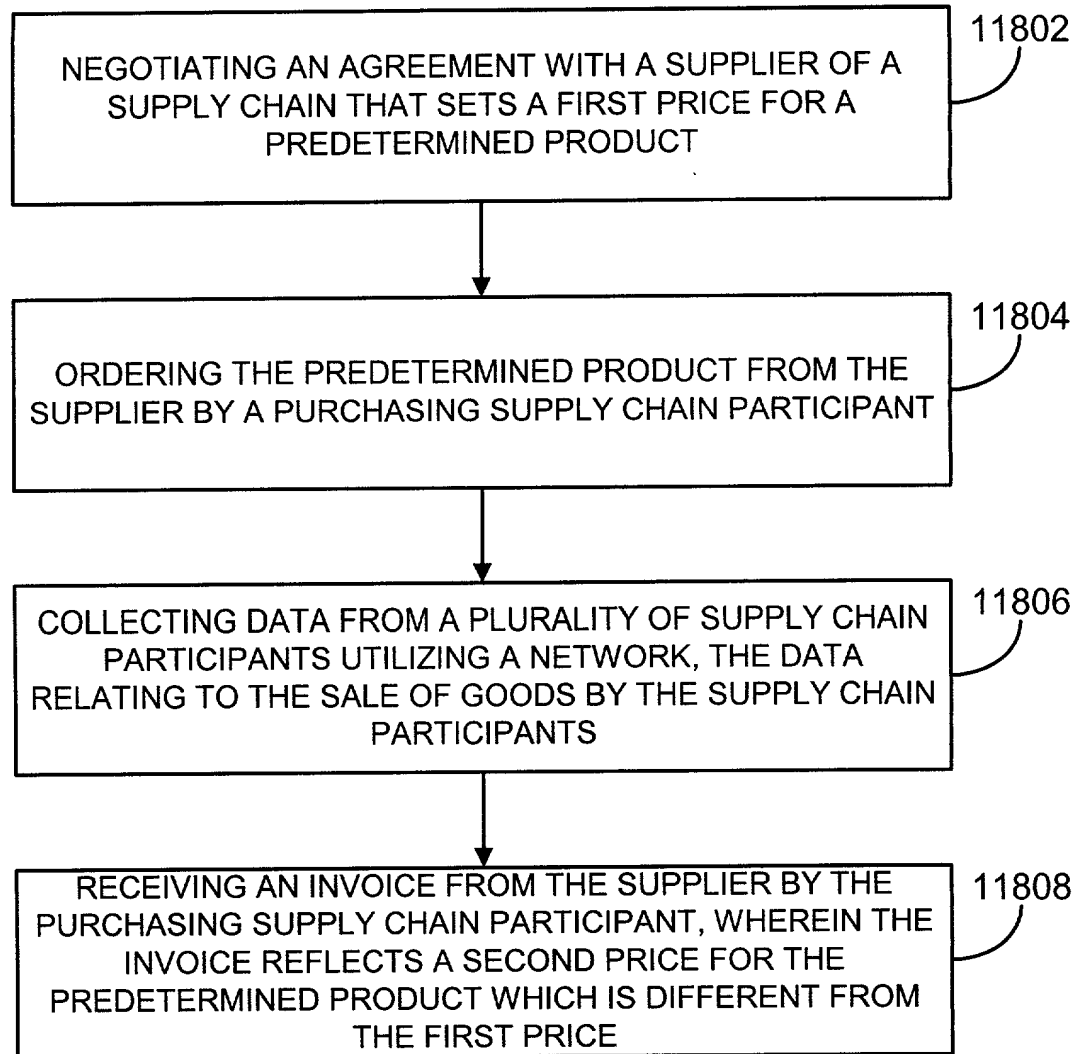 11802
NEGOTIATING AN AGREEMENT WITH A SUPPLIER OF A
SUPPLY CHAIN THAT SETS A FIRST PRICE FOR A
PREDETERMINED PRODUCT
11804
ORDERING THE PREDETERMINED PRODUCT FROM THE
SUPPLIER BY A PURCHASING SUPPLY CHAIN PARTICIPANT
11806
COLLECTING DATA FROM A PLURALITY OF SUPPLY CHAIN
PARTICIPANTS UTILIZING A NETWORK, THE DATA
RELATING TO THE SALE OF GOODS BY THE SUPPLY CHAIN
PARTICIPANTS
11808
RECEIVING AN INVOICE FROM THE SUPPLIER BY THE
PURCHASING SUPPLY CHAIN PARTICIPANT, WHEREIN THE
INVOICE REFLECTS A SECOND PRICE FOR THE
PREDETERMINED PRODUCT WHICH IS DIFFERENT FROM
THE FIRST PRICE